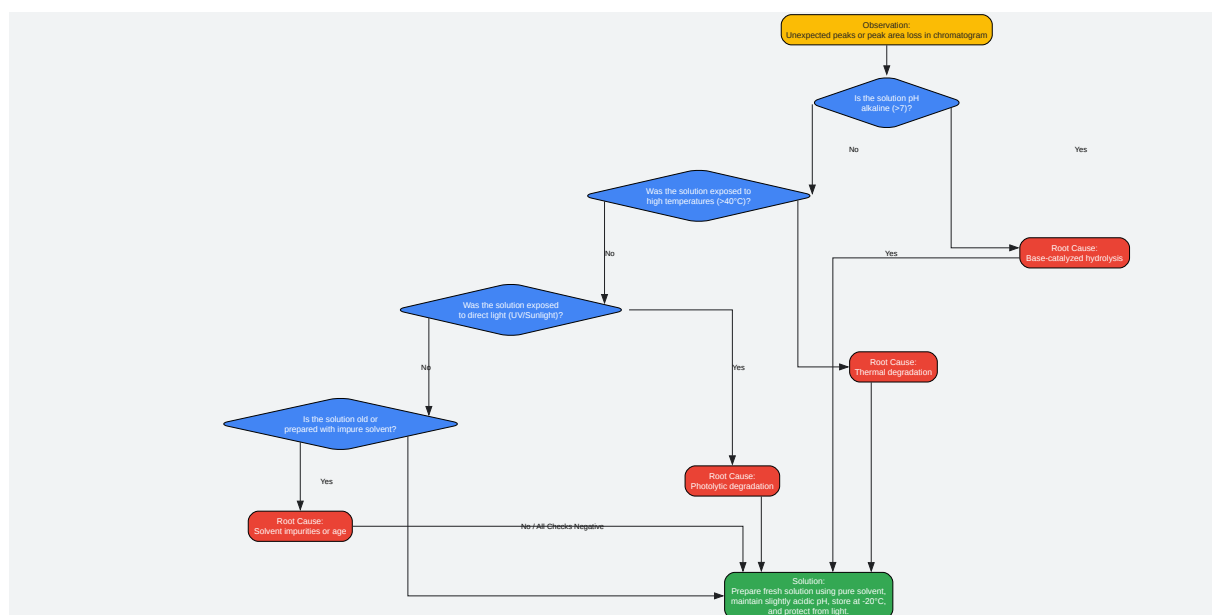 Observation:
Unexpected peaks or peak area loss in chromatogram
Is the solution pH
alkaline (>7)?
No
Yes
Was the solution exposed to
high temperatures (>40°C)?
No
Yes
Root Cause:
Base-catalyzed hydrolysis
Was the solution exposed
to direct light (UV/Sunlight)?
No
Yes
Root Cause:
Thermal degradation
Is the solution old or
prepared with impure solvent?
Yes
Root Cause:
Photolytic degradation
Root Cause:
Solvent impurities or age
No / All Checks Negative
Solution:
Prepare fresh solution using pure solvent,
maintain slightly acidic pH, store at -20°C,
and protect from light.